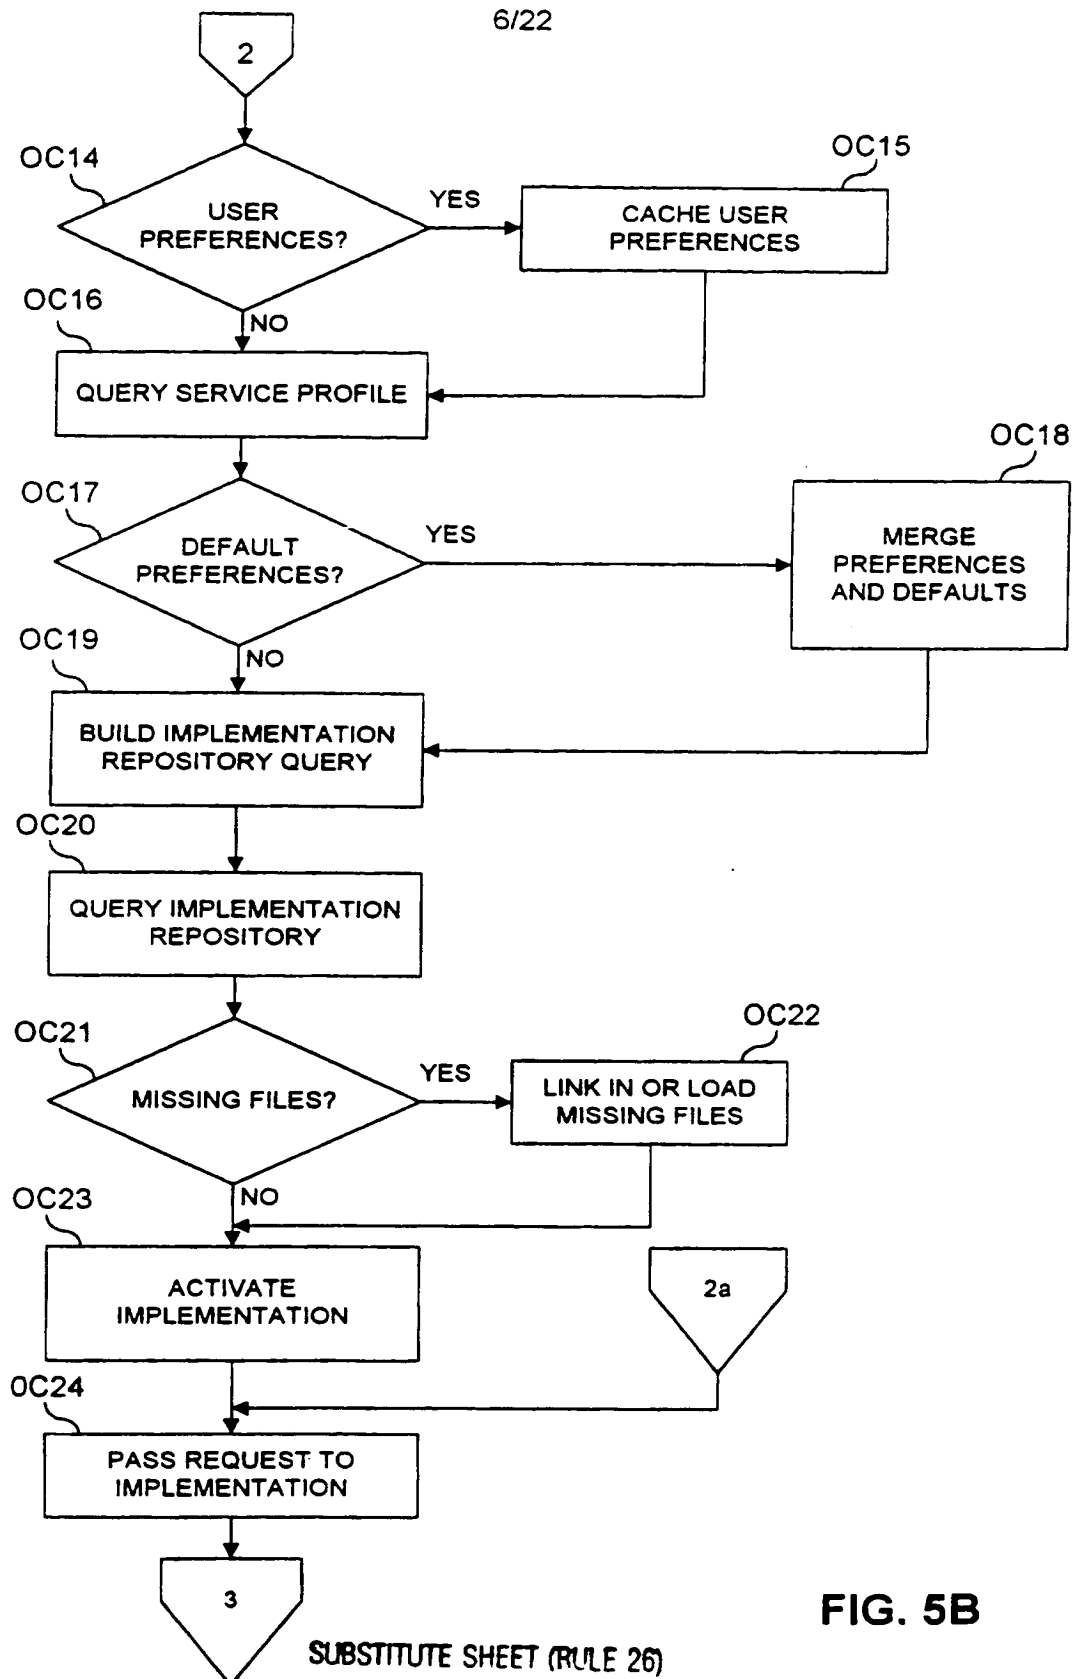 6/22
2
OC14
USER
PREFERENCES?
YES
OC15
CACHE USER
PREFERENCES
NO
OC16
QUERY SERVICE PROFILE
OC17
DEFAULT
PREFERENCES?
YES
OC18
MERGE
PREFERENCES
AND DEFAULTS
NO
OC19
BUILD IMPLEMENTATION
REPOSITORY QUERY
OC20
QUERY IMPLEMENTATION
REPOSITORY
OC21
MISSING FILES?
YES
OC22
LINK IN OR LOAD
MISSING FILES
NO
OC23
ACTIVATE
IMPLEMENTATION
2a
0C24
PASS REQUEST TO
IMPLEMENTATION
3
FIG. 5B
SUBSTITUTE SHEET (RULE 26)